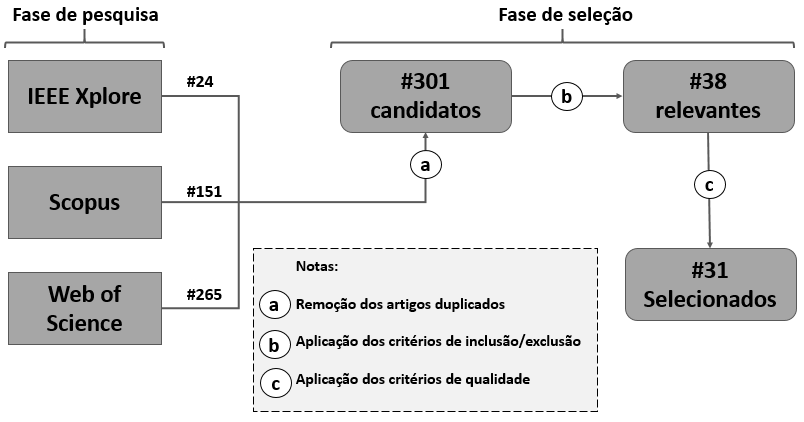 Fase de pesquisa
Fase de seleção
IEEE Xplore
#24
Scopus
#151
Web of
Science
#265
#301
candidatos
a
b
#38
relevantes
c
#31
Selecionados
Notas:
a Remoção dos artigos duplicados
b Aplicação dos critérios de inclusão/exclusão
c Aplicação dos critérios de qualidade